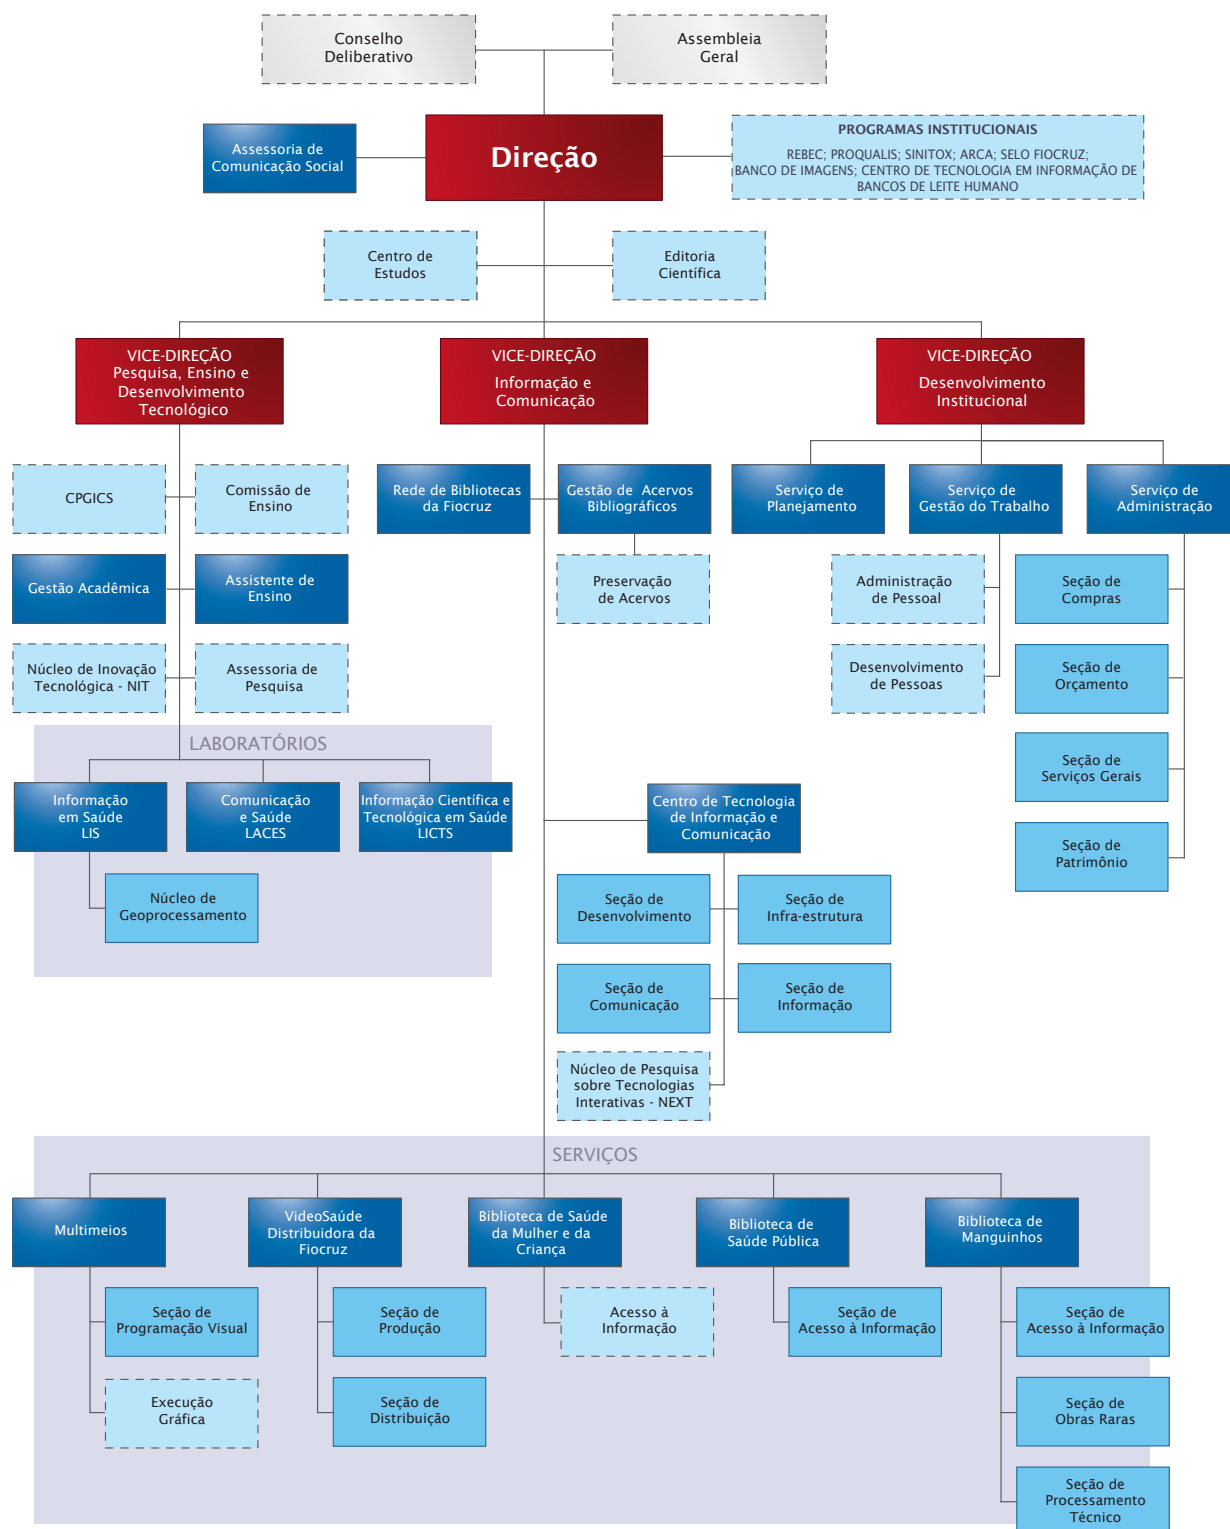 Conselho
Deliberativo
Assembleia
Geral
Assessoria de
Comunicação Social
Direção
PROGRAMAS INSTITUCIONAIS
REBEC; PROQUALIS; SINITOX; ARCA; SELO FIOCRUZ;
BANCO DE IMAGENS; CENTRO DE TECNOLOGIA EM INFORMAÇÃO DE
BANCOS DE LEITE HUMANO
Centro de
Estudos
Editoria
Científica
VICE-DIREÇÃO
Pesquisa, Ensino e
Desenvolvimento
Tecnológico
VICE-DIREÇÃO
Informação e
Comunicação
VICE-DIREÇÃO
Desenvolvimento
Institucional
CPGICS
Comissão de
Ensino
Rede de Bibliotecas
da Fiocruz
Gestão de Acervos
Bibliográficos
Serviço de
Planejamento
Serviço de
Gestão do Trabalho
Serviço de
Administração
Gestão Acadêmica
Assistente de
Ensino
Preservação
de Acervos
Administração
de Pessoal
Seção de
Compras
Núcleo de Inovação
Tecnológica - NIT
Assessoria de
Pesquisa
Desenvolvimento
de Pessoas
Seção de
Orçamento
LABORATÓRIOS
Informação
em Saúde
LIS
Comunicação
e Saúde
LACES
Informação Científica e
Tecnológica em Saúde
LICTS
Centro de Tecnologia
de Informação e
Comunicação
Seção de
Serviços Gerais
Seção de
Patrimônio
Núcleo de
Geoprocessamento
Seção de
Desenvolvimento
Seção de
Infra-estrutura
Seção de
Comunicação
Seção de
Informação
Núcleo de Pesquisa
sobre Tecnologias
Interativas - NEXT
SERVIÇOS
Multimeios
VideoSaúde
Distribuidora da
Fiocruz
Biblioteca de Saúde
da Mulher e da
Criança
Biblioteca de
Saúde Pública
Biblioteca de
Manguinhos
Seção de
Programação Visual
Seção de
Produção
Acesso à
Informação
Seção de
Acesso à Informação
Seção de
Acesso à Informação
Execução
Gráfica
Seção de
Distribuição
Seção de
Obras Raras
Seção de
Processamento
Técnico